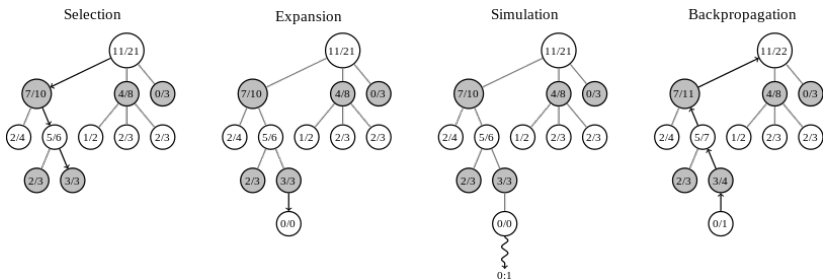 Selection
11/21
7/10 4/8 0/3
2/4 5/6 1/2 2/3 2/3
2/3 3/3
Expansion
11/21
7/10 4/8 0/3
2/4 5/6 1/2 2/3 2/3
2/3 3/3
0/0
Simulation
11/21
7/10 4/8 0/3
2/4 5/6 1/2 2/3 2/3
2/3 3/3
0/0
0:1
Backpropagation
11/22
7/11 4/8 0/3
2/4 5/7 1/2 2/3 2/3
2/3 3/4
0/1